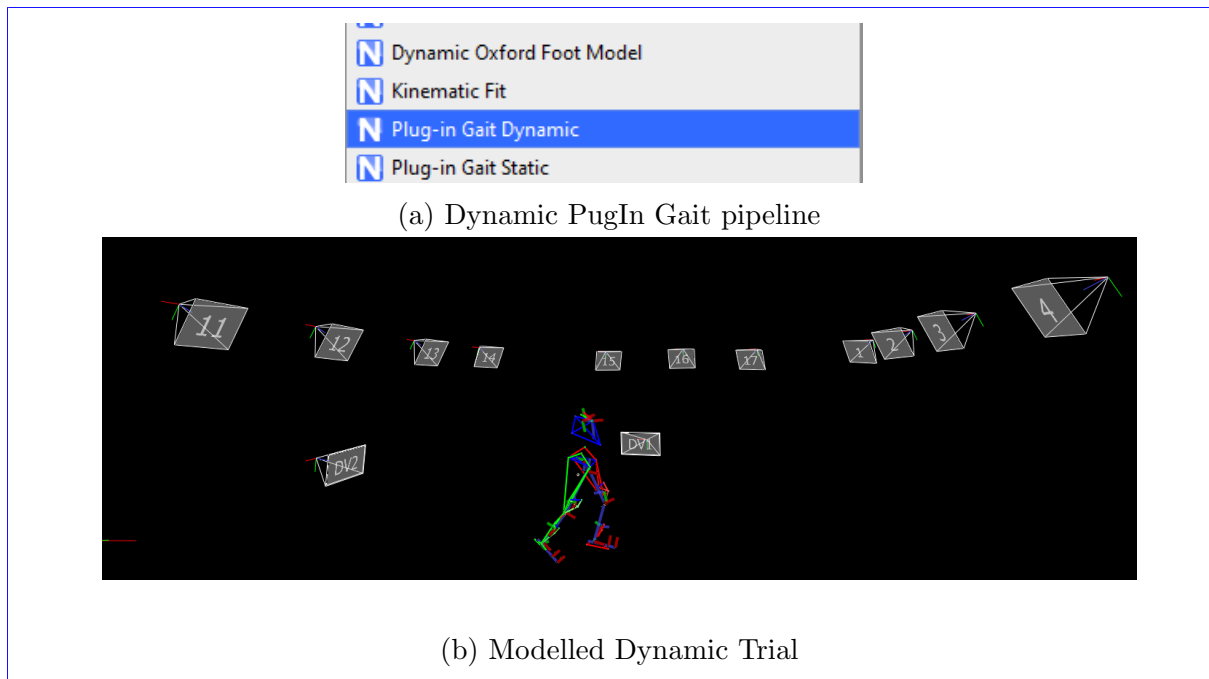 Dynamic Oxford Foot Model
Kinematic Fit
Plug-in Gait Dynamic
Plug-in Gait Static
(a) Dynamic PugIn Gait pipeline
11
12
13
14
15
16
17
1
2
3
4
DV2
DV1
(b) Modelled Dynamic Trial